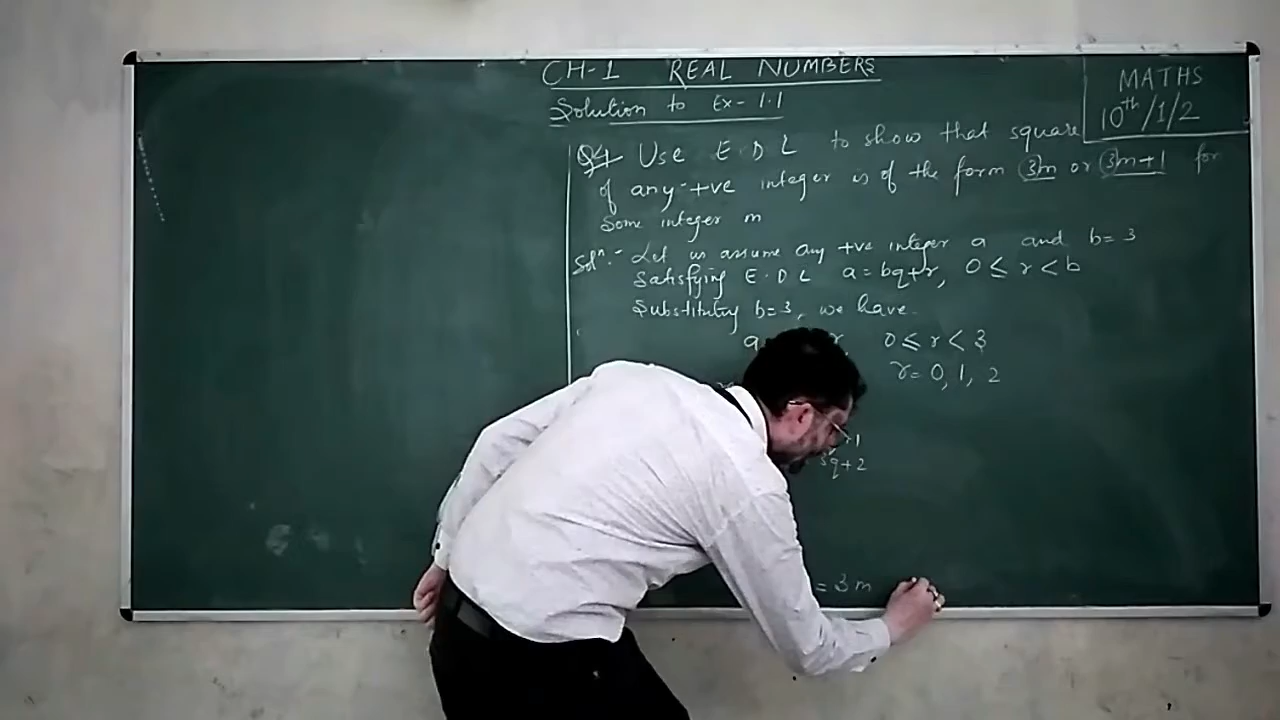 CH-1 REAL NUMBERS
MATHS
10th/1/2
Solution to Ex-1.1
Q4 Use E.D L to show that square
of any +ve integer is of the form 3m or 3m+1 for
Some integer m
Soln:- Let us assume any +ve integer a and b=3
Satisfying E.D L a=bq+r, 0≤r<b
Substituting b=3, we have.
a 0≤r<3
r=0,1,2
+1
3q+2
=3m